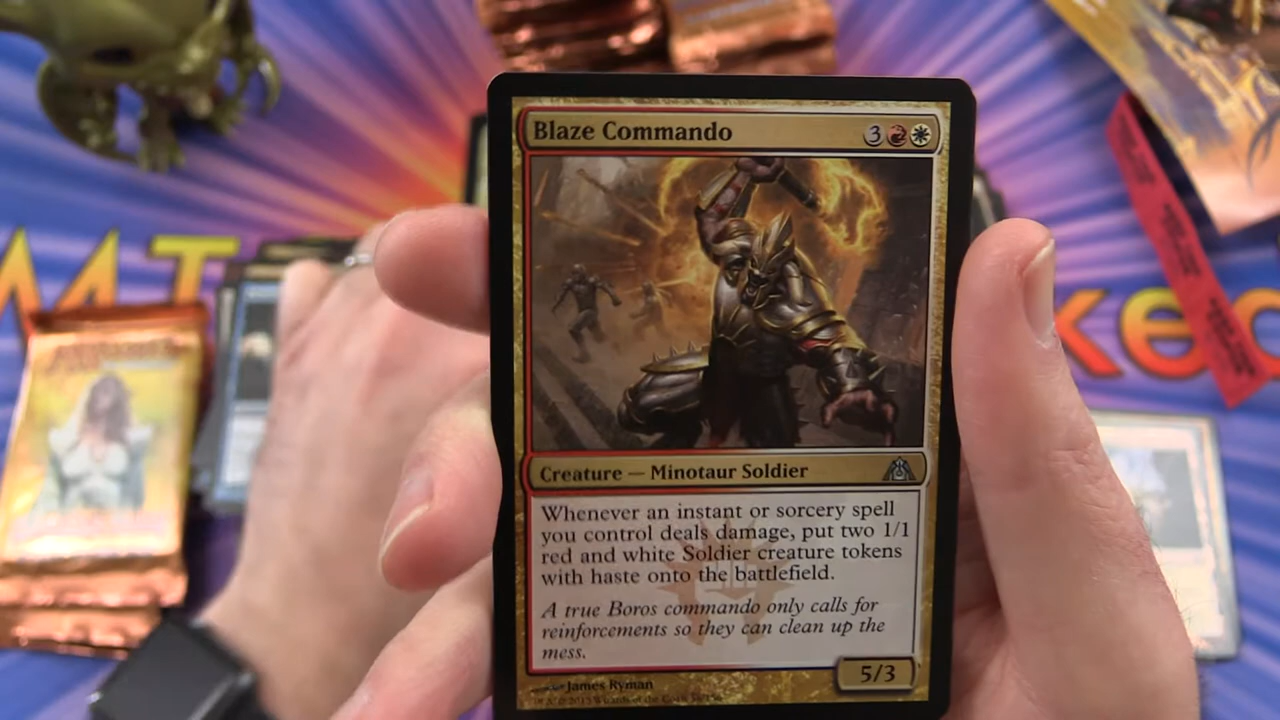 Blaze Commando 3
Creature — Minotaur Soldier
Whenever an instant or sorcery spell
you control deals damage, put two 1/1
red and white Soldier creature tokens
with haste onto the battlefield.
A true Boros commando only calls for
reinforcements so they can clean up the
mess.
5/3
James Ryman